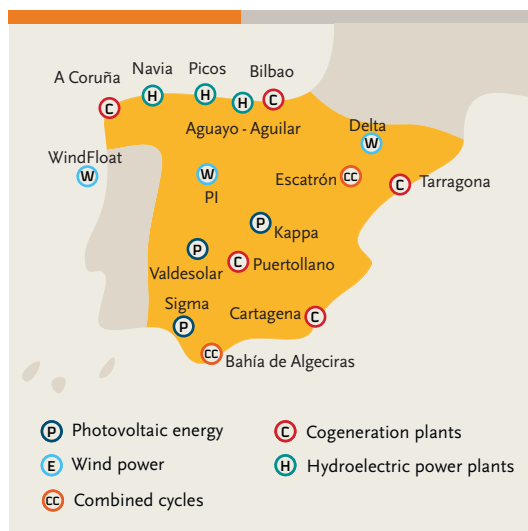 Navia Picos Bilbao
A Coruña
C H H H C
Aguayo - Aguilar
Delta
W
WindFloat
W
W
PI
Escatrón CC
C Tarragona
P
Kappa
P
Valdesolar
C Puertollano
Sigma
P
Cartagena C
CC
Bahía de Algeciras
P Photovoltaic energy
E Wind power
CC Combined cycles
C Cogeneration plants
H Hydroelectric power plants